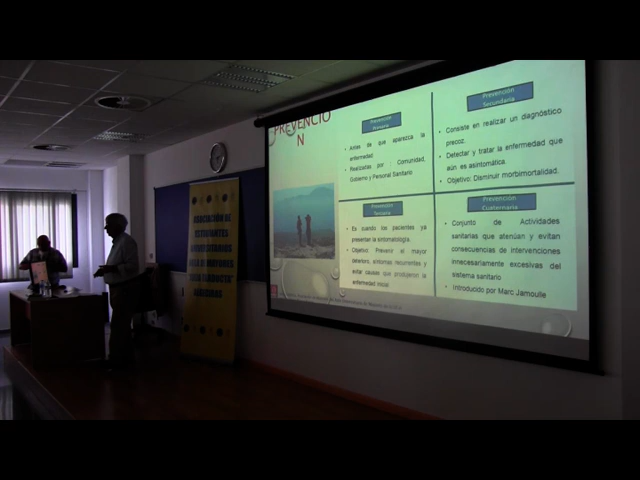 PREVENCIO
N
Prevención
Primaria
Antes de que aparezca la
enfermedad
Realizadas por : Comunidad,
Gobierno y Personal Sanitario
Prevención
Secundaria
Consiste en realizar un diagnóstico
precoz.
Detectar y tratar la enfermedad que
aún es asintomática.
Objetivo: Disminuir morbimortalidad.
Prevención
Terciaria
Es cuando los pacientes ya
presentan la sintomatología.
Objetivo: Prevenir el mayor
deterioro, síntomas recurrentes y
evitar causas que produjeron la
enfermedad inicial
Prevención
Cuaternaria
Conjunto de Actividades
sanitarias que atenúan y evitan
consecuencias de intervenciones
innecesariamente excesivas del
sistema sanitario
Introducido por Marc Jamoulle
ASOCIACIÓN DE
ESTUDIANTES
UNIVERSITARIOS